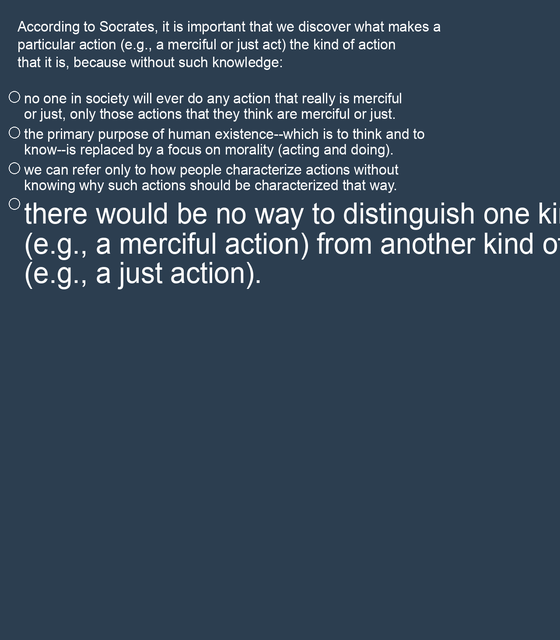 According to Socrates, it is important that we discover what makes a
particular action (e.g., a merciful or just act) the kind of action
that it is, because without such knowledge:
no one in society will ever do any action that really is merciful
or just, only those actions that they think are merciful or just.
the primary purpose of human existence--which is to think and to
know--is replaced by a focus on morality (acting and doing).
we can refer only to how people characterize actions without
knowing why such actions should be characterized that way.
there would be no way to distinguish one
(e.g., a merciful action) from another kind
(e.g., a just action).